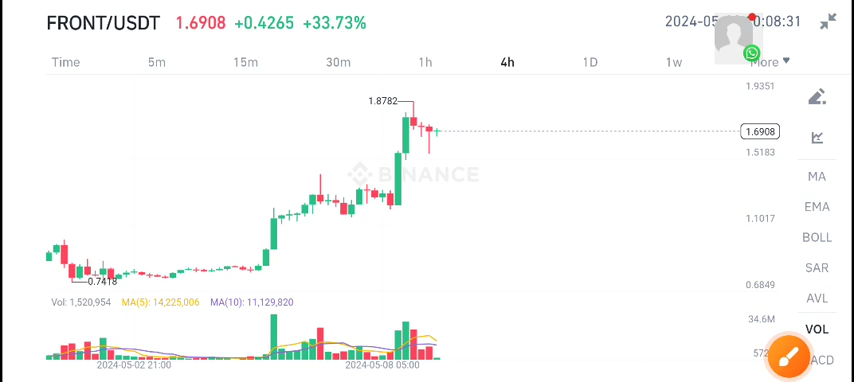 FRONT/USDT 1.6908 +0.4265 +33.73% 2024-05 0:08:31
Time 5m 15m 30m 1h 4h 1D 1w More
1.9351
1.8782
1.6908
1.5183
BINANCE
MA
EMA
1.1017
BOLL
SAR
0.7418
0.6849
AVL
Vol: 1,520,954 MA(5): 14,225,006 MA(10): 11,129,820
34.6M
VOL
572
ACD
2024-05-02 21:00 2024-05-08 05:00